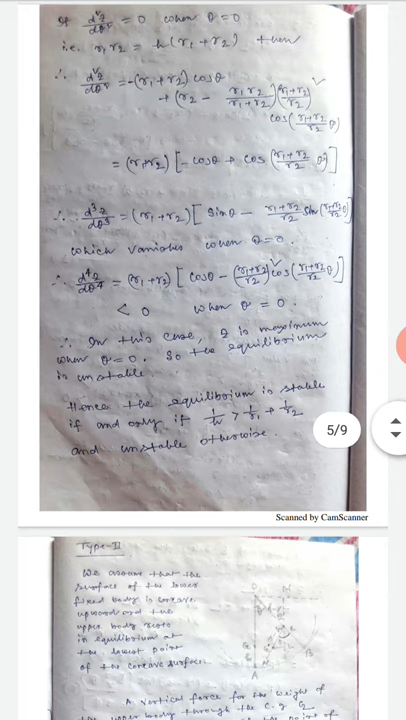 If d²z/dθ² = 0 when θ=0
i.e. r₁r₂ = h(r₁+r₂) then
∴ d²z/dθ² = -(r₁+r₂) cosθ
+ (r₂ - r₁r₂/(r₁+r₂)) ((r₁+r₂)/r₂)²
cos((r₁+r₂)/r₂ θ)
= (r₁+r₂) [-cosθ + cos((r₁+r₂)/r₂ θ)]
∴ d³z/dθ³ = (r₁+r₂) [sinθ - (r₁+r₂)/r₂ sin((r₁+r₂)/r₂ θ)]
which vanishes when θ=0.
∴ d⁴z/dθ⁴ = (r₁+r₂) [cosθ - ((r₁+r₂)/r₂)² cos((r₁+r₂)/r₂ θ)]
< 0 when θ = 0.
∴ In this case, z is maximum
when θ=0. So the equilibrium
is unstable
Hence the equilibrium is stable
if and only if 1/h > 1/r₁ + 1/r₂
and unstable otherwise.
5/9
Scanned by CamScanner
Type-II
We assume that the
surface of the lower
fixed body is concave
upward and the
upper body rests
in equilibrium at
the lowest point
of the concave surface.
A vertical force for the weight of
the upper body through the C.G. G₂